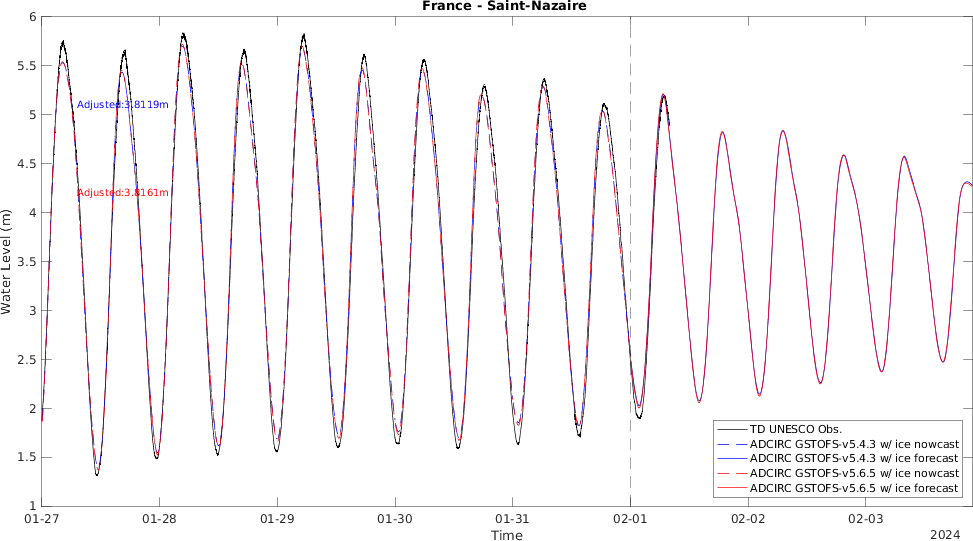 France - Saint-Nazaire
6
5.5
Adjusted:3.8119m
5
4.5
Adjusted:3.8161m
4
3.5
3
2.5
2
1.5
1
Water Level (m)
TD UNESCO Obs.
ADCIRC GSTOFS-v5.4.3 w/ ice nowcast
ADCIRC GSTOFS-v5.4.3 w/ ice forecast
ADCIRC GSTOFS-v5.6.5 w/ ice nowcast
ADCIRC GSTOFS-v5.6.5 w/ ice forecast
01-27 01-28 01-29 01-30 01-31 02-01 02-02 02-03
Time
2024